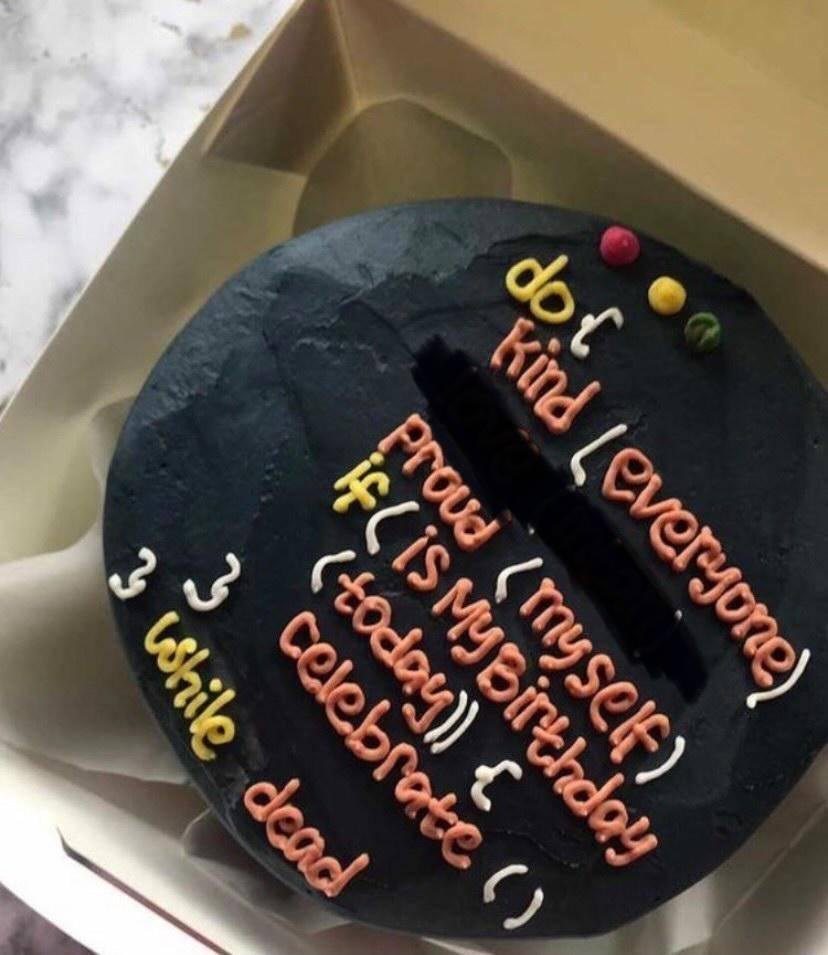 do {
kind (everyone)
proud (myself)
if (isMyBirthday
(today)) {
celebrate ()
}
} while dead